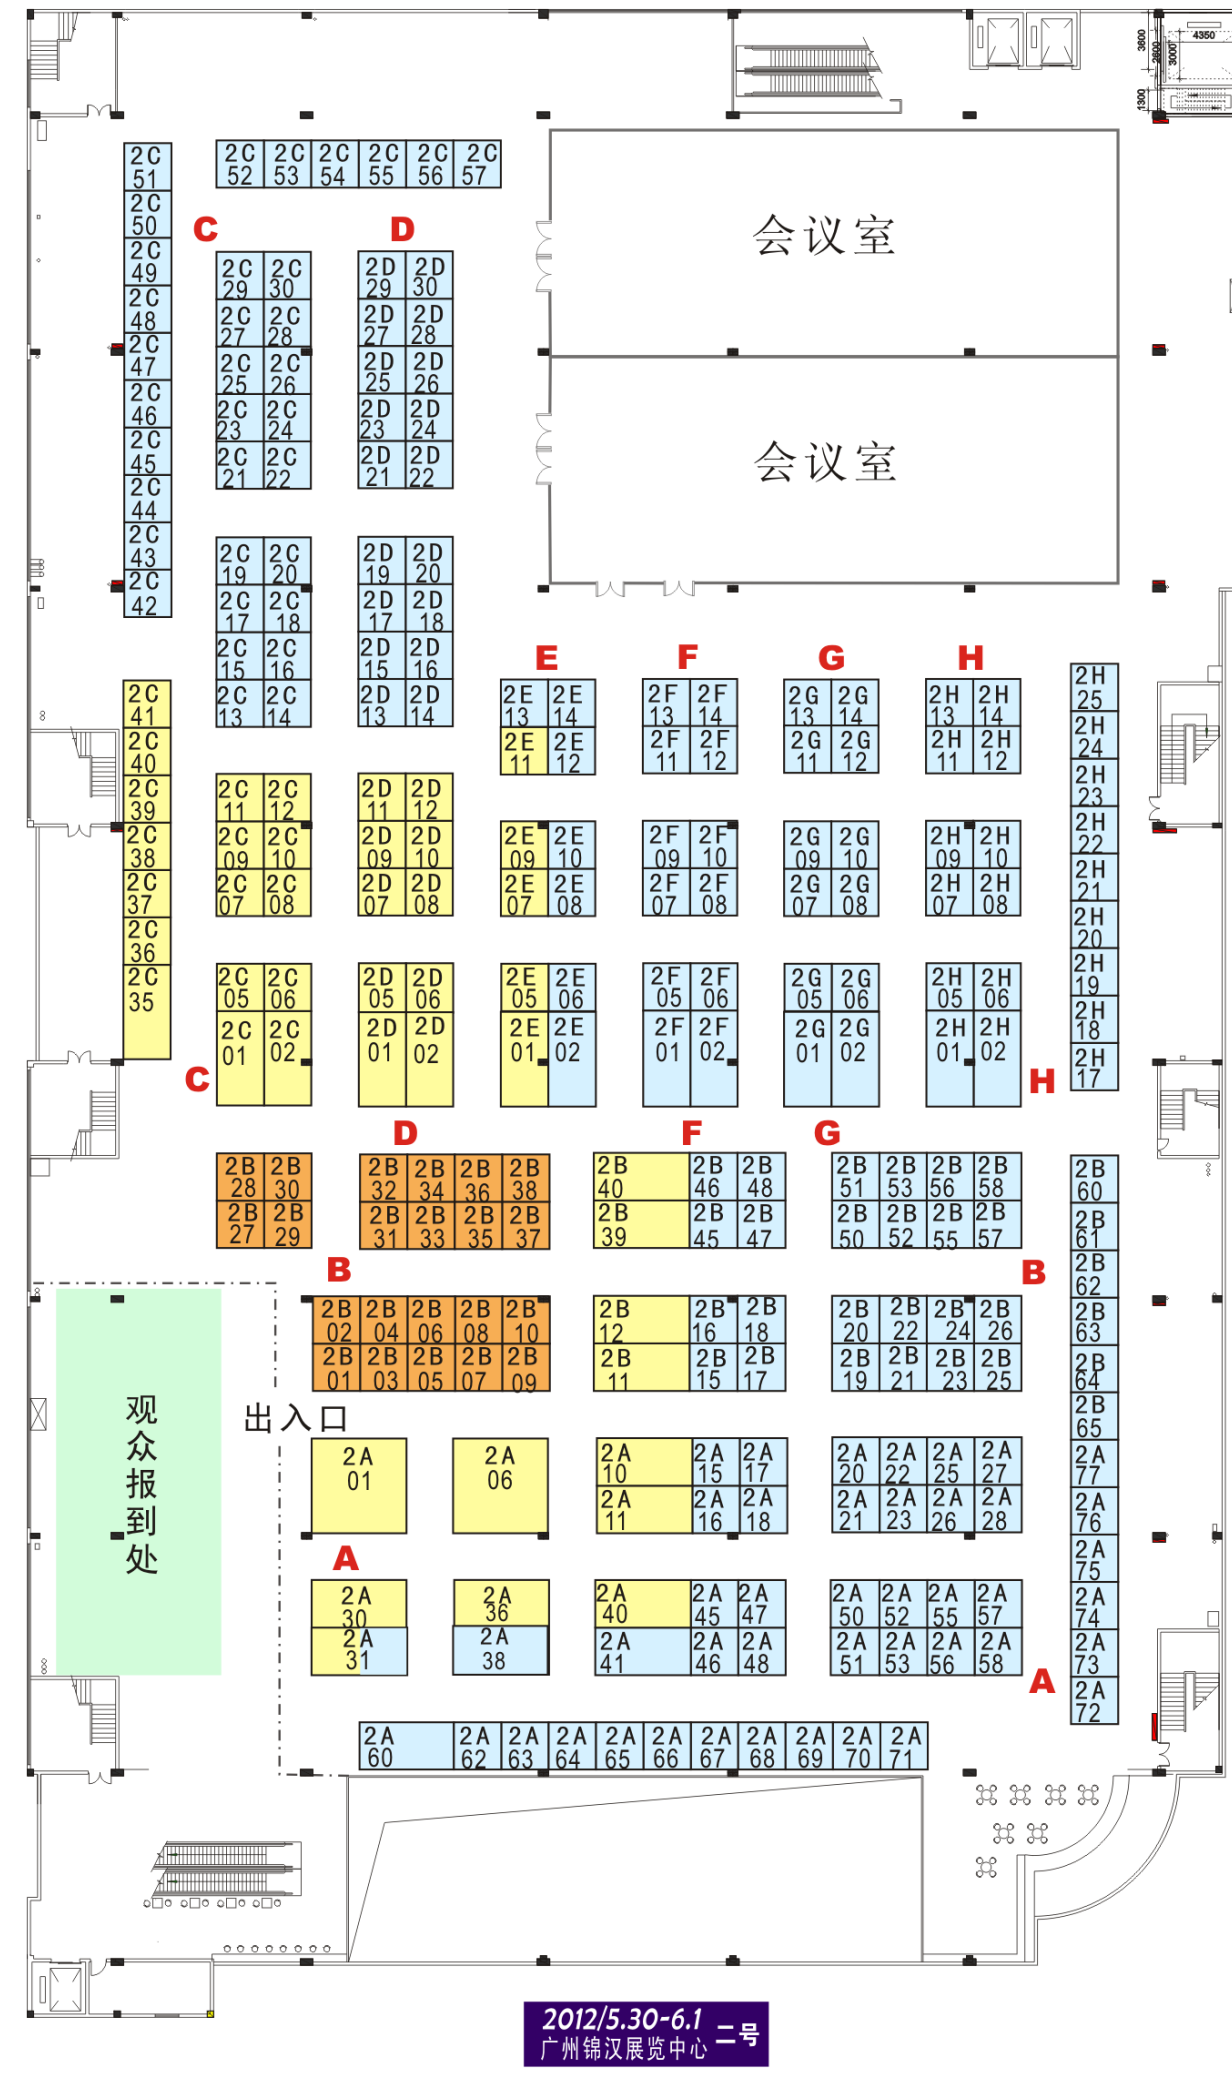 3600
2600
3000
4350
1300
2C 51
2C 52 2C 53 2C 54 2C 55 2C 56 2C 57
2C 50
C D
会议室
2C 49
2C 29 2C 30 2D 29 2D 30
2C 48
2C 27 2C 28 2D 27 2D 28
2C 47
2C 25 2C 26 2D 25 2D 26
2C 46
2C 23 2C 24 2D 23 2D 24
2C 45
2C 21 2C 22 2D 21 2D 22
会议室
2C 44
2C 43
2C 42
2C 19 2C 20 2D 19 2D 20
2C 17 2C 18 2D 17 2D 18
2C 15 2C 16 2D 15 2D 16
2C 13 2C 14 2D 13 2D 14
E F G H
2C 41
2C 40
2C 39
2C 38
2C 37
2C 36
2C 35
2E 13 2E 14 2F 13 2F 14 2G 13 2G 14 2H 13 2H 14
2E 11 2E 12 2F 11 2F 12 2G 11 2G 12 2H 11 2H 12
2H 25
2H 24
2H 23
2H 22
2H 21
2H 20
2H 19
2H 18
2H 17
2C 11 2C 12 2D 11 2D 12
2C 09 2C 10 2D 09 2D 10 2E 09 2E 10 2F 09 2F 10 2G 09 2G 10 2H 09 2H 10
2C 07 2C 08 2D 07 2D 08 2E 07 2E 08 2F 07 2F 08 2G 07 2G 08 2H 07 2H 08
2C 05 2C 06 2D 05 2D 06 2E 05 2E 06 2F 05 2F 06 2G 05 2G 06 2H 05 2H 06
2C 01 2C 02 2D 01 2D 02 2E 01 2E 02 2F 01 2F 02 2G 01 2G 02 2H 01 2H 02
C H
D F G
2B 28 2B 30 2B 32 2B 34 2B 36 2B 38 2B 40 2B 46 2B 48 2B 51 2B 53 2B 56 2B 58
2B 27 2B 29 2B 31 2B 33 2B 35 2B 37 2B 39 2B 45 2B 47 2B 50 2B 52 2B 55 2B 57
2B 60
2B 61
2B 62
2B 63
2B 64
2B 65
2A 77
2A 76
2A 75
2A 74
2A 73
2A 72
B B
2B 02 2B 04 2B 06 2B 08 2B 10 2B 12 2B 16 2B 18 2B 20 2B 22 2B 24 2B 26
2B 01 2B 03 2B 05 2B 07 2B 09 2B 11 2B 15 2B 17 2B 19 2B 21 2B 23 2B 25
观众报到处
出入口
2A 01 2A 06 2A 10 2A 15 2A 17 2A 20 2A 22 2A 25 2A 27
2A 11 2A 16 2A 18 2A 21 2A 23 2A 26 2A 28
A
2A 30 2A 36 2A 40 2A 45 2A 47 2A 50 2A 52 2A 55 2A 57
2A 31 2A 38 2A 41 2A 46 2A 48 2A 51 2A 53 2A 56 2A 58
A
2A 60 2A 62 2A 63 2A 64 2A 65 2A 66 2A 67 2A 68 2A 69 2A 70 2A 71
2012/5.30-6.1
广州锦汉展览中心 二号